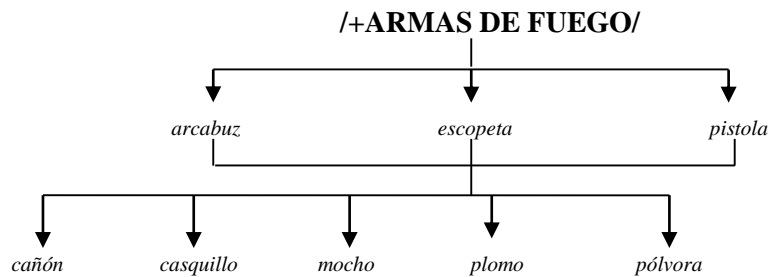 /+ARMAS DE FUEGO/
arcabuz escopeta pistola
cañón casquillo mocho plomo pólvora